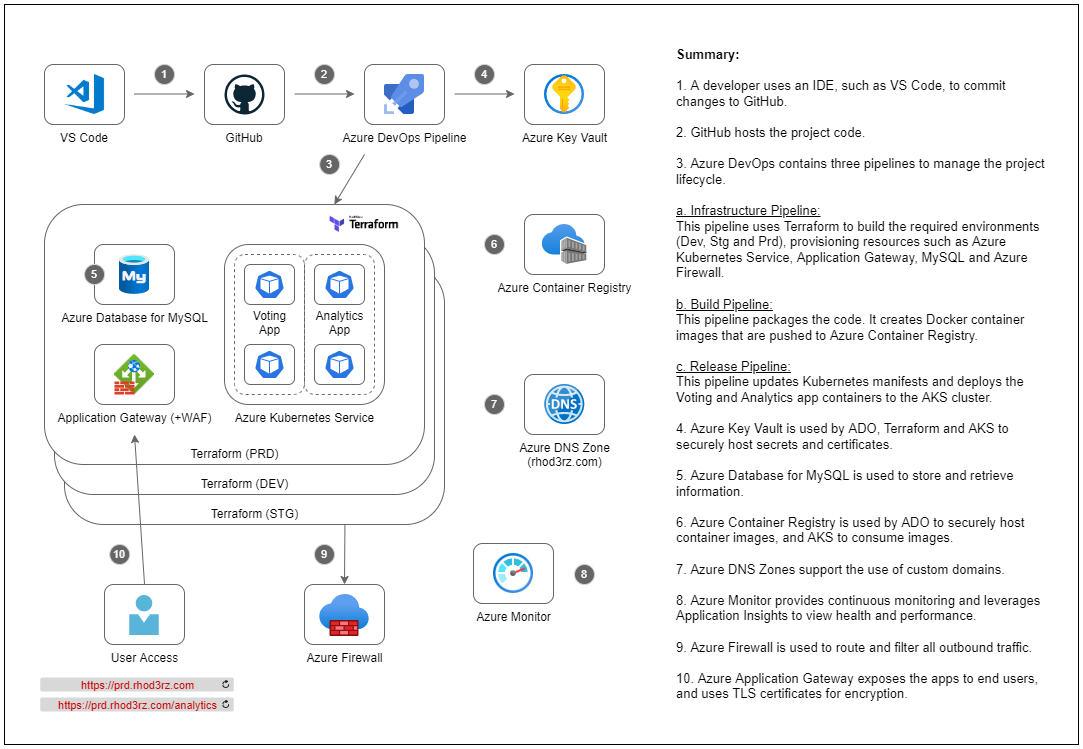 1
2
4
VS Code
GitHub
Azure DevOps Pipeline
Azure Key Vault
3
Terraform
5
My
Azure Database for MySQL
Voting
App
Analytics
App
Application Gateway (+WAF)
Azure Kubernetes Service
Terraform (PRD)
Terraform (DEV)
Terraform (STG)
6
Azure Container Registry
7
DNS
Azure DNS Zone
(rhod3rz.com)
10
9
8
Azure Monitor
User Access
Azure Firewall
https://prd.rhod3rz.com
https://prd.rhod3rz.com/analytics
Summary:
1. A developer uses an IDE, such as VS Code, to commit
changes to GitHub.
2. GitHub hosts the project code.
3. Azure DevOps contains three pipelines to manage the project
lifecycle.
a. Infrastructure Pipeline:
This pipeline uses Terraform to build the required environments
(Dev, Stg and Prd), provisioning resources such as Azure
Kubernetes Service, Application Gateway, MySQL and Azure
Firewall.
b. Build Pipeline:
This pipeline packages the code. It creates Docker container
images that are pushed to Azure Container Registry.
c. Release Pipeline:
This pipeline updates Kubernetes manifests and deploys the
Voting and Analytics app containers to the AKS cluster.
4. Azure Key Vault is used by ADO, Terraform and AKS to
securely host secrets and certificates.
5. Azure Database for MySQL is used to store and retrieve
information.
6. Azure Container Registry is used by ADO to securely host
container images, and AKS to consume images.
7. Azure DNS Zones support the use of custom domains.
8. Azure Monitor provides continuous monitoring and leverages
Application Insights to view health and performance.
9. Azure Firewall is used to route and filter all outbound traffic.
10. Azure Application Gateway exposes the apps to end users,
and uses TLS certificates for encryption.